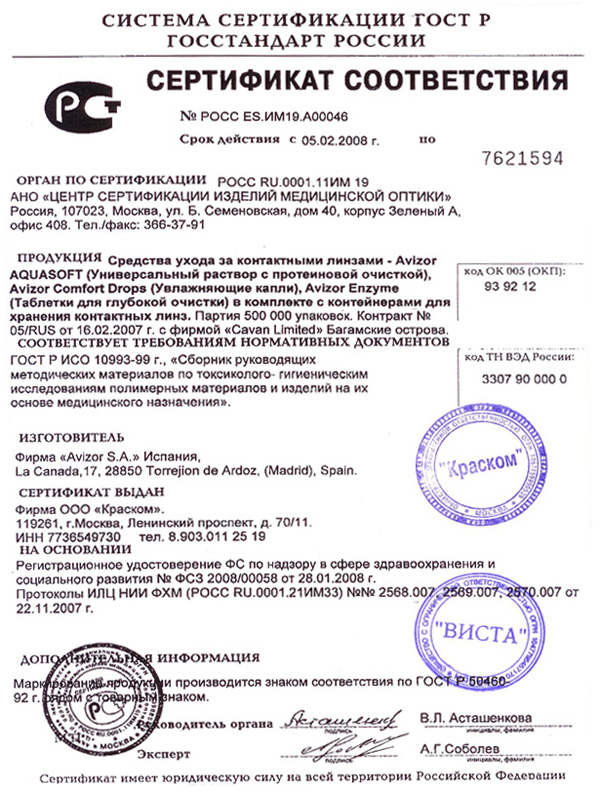 СИСТЕМА СЕРТИФИКАЦИИ ГОСТ Р
ГОССТАНДАРТ РОССИИ
СЕРТИФИКАТ СООТВЕТСТВИЯ
№ РОСС ES.ИМ19.А00046
Срок действия с 05.02.2008 г. по
7621594
ОРГАН ПО СЕРТИФИКАЦИИ РОСС RU.0001.11ИМ 19
АНО «ЦЕНТР СЕРТИФИКАЦИИ ИЗДЕЛИЙ МЕДИЦИНСКОЙ ОПТИКИ»
Россия, 107023, Москва, ул. Б. Семеновская, дом 40, корпус Зеленый А,
офис 408. Тел./факс: 366-37-91
ПРОДУКЦИЯ Средства ухода за контактными линзами - Avizor
AQUASOFT (Универсальный раствор с протеиновой очисткой),
Avizor Comfort Drops (Увлажняющие капли), Avizor Enzyme
(Таблетки для глубокой очистки) в комплекте с контейнерами для
хранения контактных линз. Партия 500 000 упаковок. Контракт №
05/RUS от 16.02.2007 г. с фирмой «Cavan Limited» Багамские острова.
код ОК 005 (ОКП):
93 92 12
СООТВЕТСТВУЕТ ТРЕБОВАНИЯМ НОРМАТИВНЫХ ДОКУМЕНТОВ
ГОСТ Р ИСО 10993-99 г., «Сборник руководящих
методических материалов по токсиколого- гигиеническим
исследованиям полимерных материалов и изделий на их
основе медицинского назначения».
код ТН ВЭД России:
3307 90 000 0
ИЗГОТОВИТЕЛЬ
Фирма «Avizor S.A.» Испания,
La Canada,17, 28850 Torrejion de Ardoz, (Madrid), Spain.
"Краском"
МОСКВА
СЕРТИФИКАТ ВЫДАН
Фирма ООО «Краском».
119261, г.Москва, Ленинский проспект, д. 70/11.
ИНН 7736549730 тел. 8.903.011 25 19
НА ОСНОВАНИИ
Регистрационное удостоверение ФС по надзору в сфере здравоохранения и
социального развития № ФСЗ 2008/00058 от 28.01.2008 г.
Протоколы ИЛЦ НИИ ФХМ (РОСС RU.0001.21ИМ33) №№ 2568.007, 2569.007, 2570.007 от
22.11.2007 г.
"ВИСТА"
ДОПОЛНИТЕЛЬНАЯ ИНФОРМАЦИЯ
Маркирование продукции производится знаком соответствия по ГОСТ Р 50460-
92 г. рядом с товарным знаком.
Руководитель органа В.Л. Асташенкова
подпись инициалы, фамилия
Эксперт А.Г.Соболев
подпись инициалы, фамилия
МОСКВА
Сертификат имеет юридическую силу на всей территории Российской Федерации